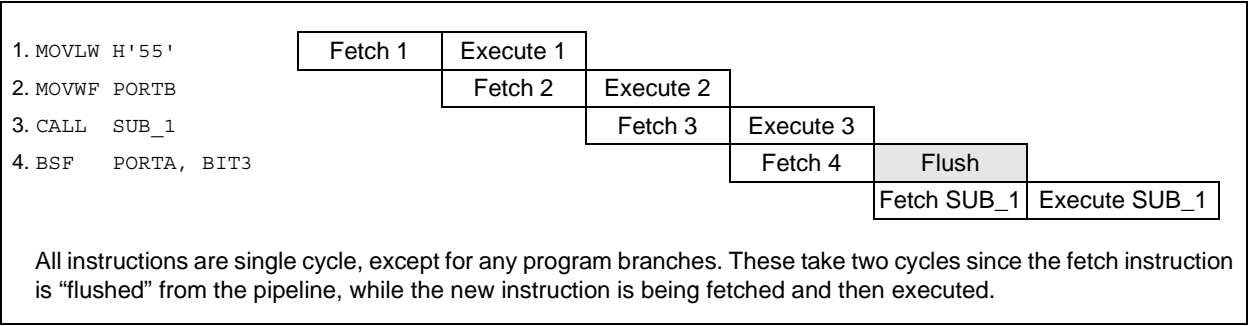 1. MOVLW H'55' Fetch 1 Execute 1
2. MOVWF PORTB Fetch 2 Execute 2
3. CALL SUB_1 Fetch 3 Execute 3
4. BSF PORTA, BIT3 Fetch 4 Flush
Fetch SUB_1 Execute SUB_1
All instructions are single cycle, except for any program branches. These take two cycles since the fetch instruction
is “flushed” from the pipeline, while the new instruction is being fetched and then executed.